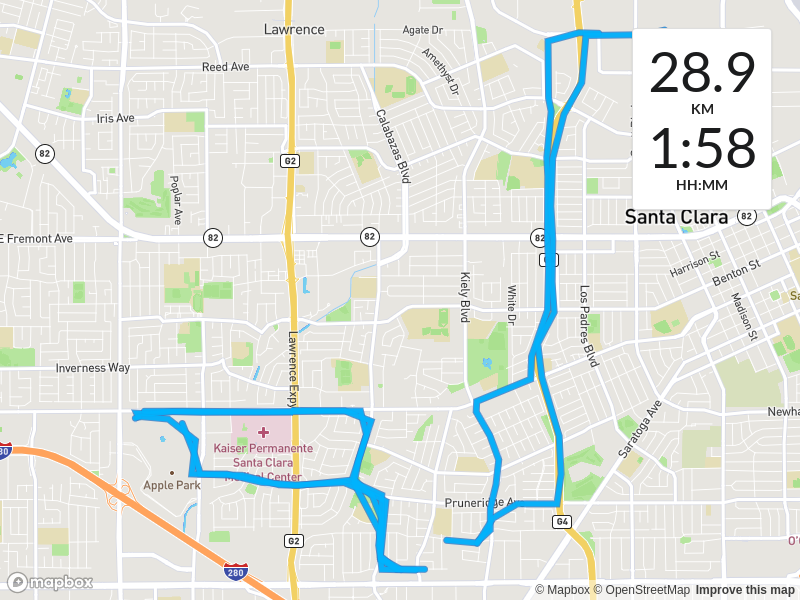 Lawrence
Agate Dr
Reed Ave
Amethyst Dr
28.9
KM
1:58
HH:MM
Iris Ave
Calabazas Blvd
82
G2
Poplar Ave
Santa Clara
82
E Fremont Ave
82
82
82
Harrison St
Benton St
Kiely Blvd
White Dr
Los Padres Blvd
Madison St
Lawrence Expy
Inverness Way
Saratoga Ave
Newha
Kaiser Permanente
Santa Clara
Center
Apple Park
80
Pruneridge Ave
G4
G2
280
O'
mapbox
© Mapbox © OpenStreetMap Improve this map